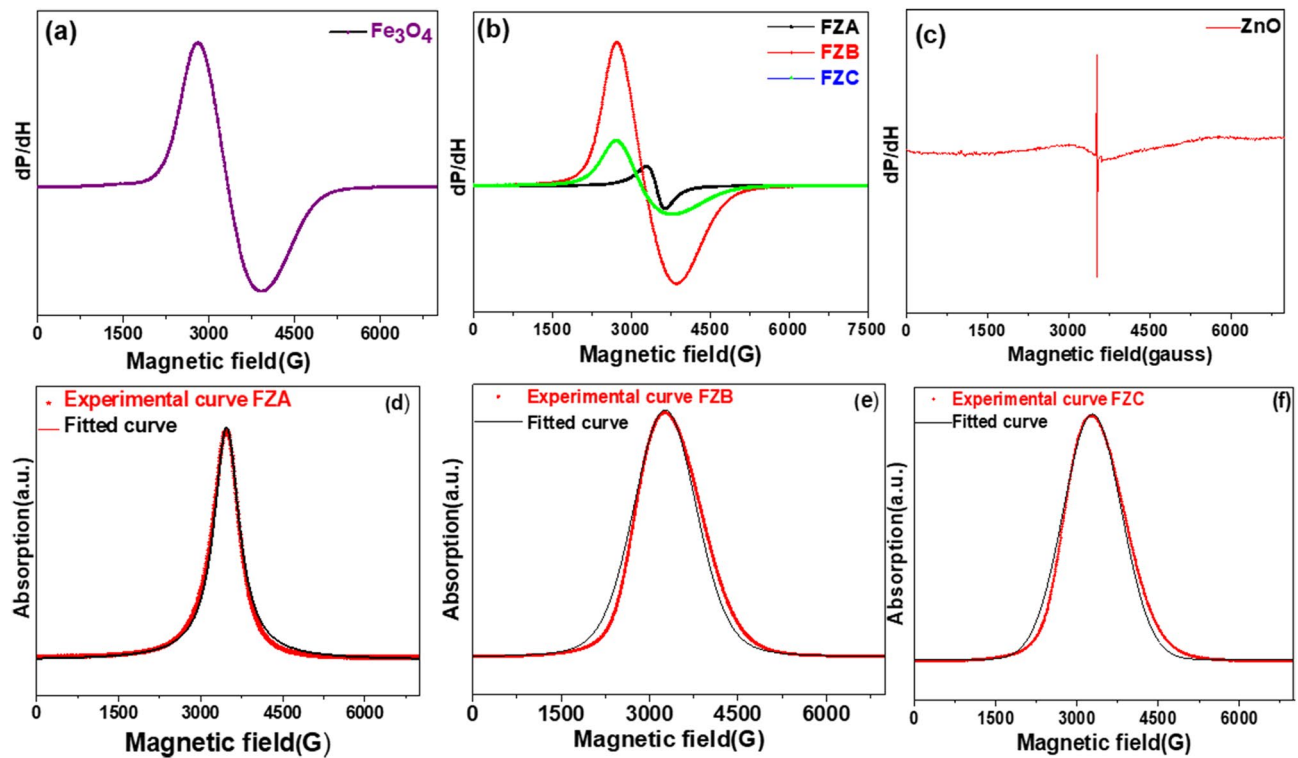 (a)
Fe₃O₄
dP/dH
0 1500 3000 4500 6000
Magnetic field(G)
(b)
FZA
FZB
FZC
dP/dH
0 1500 3000 4500 6000 7500
Magnetic field(G)
(c)
ZnO
dP/dH
0 1500 3000 4500 6000
Magnetic field(gauss)
Experimental curve FZA
(d)
Fitted curve
Absorption(a.u.)
0 1500 3000 4500 6000
Magnetic field(G)
Experimental curve FZB
(e)
Fitted curve
Absorption(a.u.)
0 1500 3000 4500 6000
Magnetic field(G)
Experimental curve FZC
(f)
Fitted curve
Absorption(a.u.)
0 1500 3000 4500 6000
Magnetic field(G)